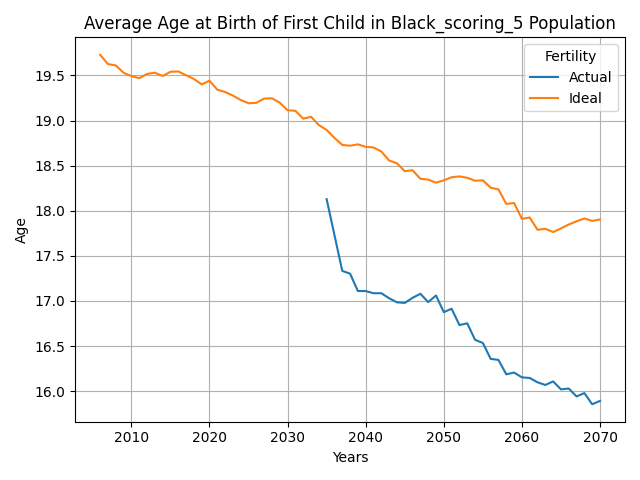 Average Age at Birth of First Child in Black_scoring_5 Population
Fertility
Actual
Ideal
Age
19.5
19.0
18.5
18.0
17.5
17.0
16.5
16.0
2010 2020 2030 2040 2050 2060 2070
Years